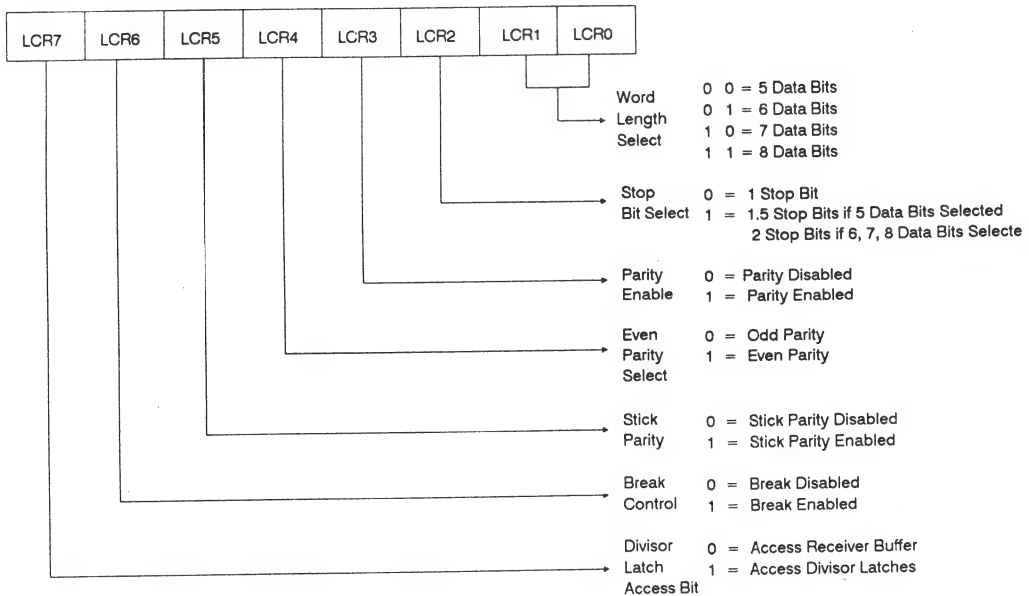 LCR7 LCR6 LCR5 LCR4 LCR3 LCR2 LCR1 LCR0
Word Length Select
0 0 = 5 Data Bits
0 1 = 6 Data Bits
1 0 = 7 Data Bits
1 1 = 8 Data Bits
Stop Bit Select
0 = 1 Stop Bit
1 = 1.5 Stop Bits if 5 Data Bits Selected
2 Stop Bits if 6, 7, 8 Data Bits Selecte
Parity Enable
0 = Parity Disabled
1 = Parity Enabled
Even Parity Select
0 = Odd Parity
1 = Even Parity
Stick Parity
0 = Stick Parity Disabled
1 = Stick Parity Enabled
Break Control
0 = Break Disabled
1 = Break Enabled
Divisor Latch Access Bit
0 = Access Receiver Buffer
1 = Access Divisor Latches